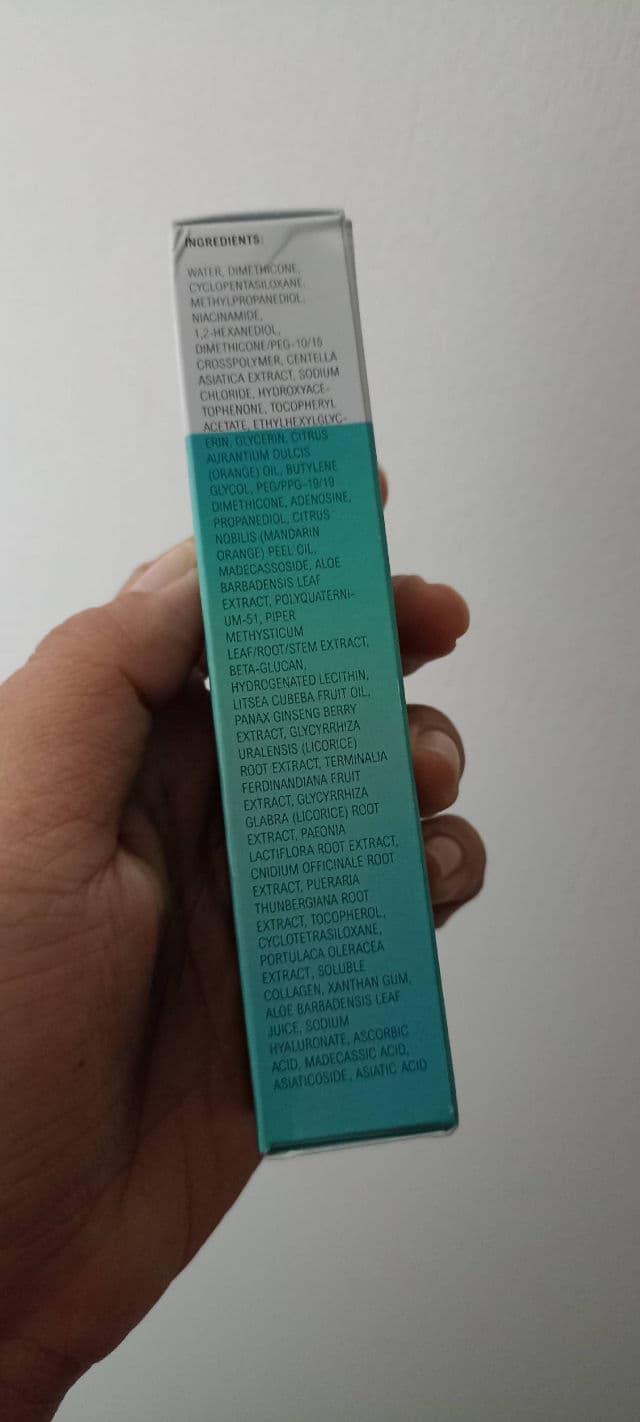 INGREDIENTS:
WATER, DIMETHICONE,
CYCLOPENTASILOXANE,
METHYLPROPANEDIOL,
NIACINAMIDE,
1,2-HEXANEDIOL,
DIMETHICONE/PEG-10/15
CROSSPOLYMER, CENTELLA
ASIATICA EXTRACT, SODIUM
CHLORIDE, HYDROXYACE-
TOPHENONE, TOCOPHERYL
ACETATE, ETHYLHEXYLGLYC-
ERIN, GLYCERIN, CITRUS
AURANTIUM DULCIS
(ORANGE) OIL, BUTYLENE
GLYCOL, PEG/PPG-19/19
DIMETHICONE, ADENOSINE,
PROPANEDIOL, CITRUS
NOBILIS (MANDARIN
ORANGE) PEEL OIL,
MADECASSOSIDE, ALOE
BARBADENSIS LEAF
EXTRACT, POLYQUATERNI-
UM-51, PIPER
METHYSTICUM
LEAF/ROOT/STEM EXTRACT,
BETA-GLUCAN,
HYDROGENATED LECITHIN,
LITSEA CUBEBA FRUIT OIL,
PANAX GINSENG BERRY
EXTRACT, GLYCYRRHIZA
URALENSIS (LICORICE)
ROOT EXTRACT, TERMINALIA
FERDINANDIANA FRUIT
EXTRACT, GLYCYRRHIZA
GLABRA (LICORICE) ROOT
EXTRACT, PAEONIA
LACTIFLORA ROOT EXTRACT,
CNIDIUM OFFICINALE ROOT
EXTRACT, PUERARIA
THUNBERGIANA ROOT
EXTRACT, TOCOPHEROL,
CYCLOTETRASILOXANE,
PORTULACA OLERACEA
EXTRACT, SOLUBLE
COLLAGEN, XANTHAN GUM,
ALOE BARBADENSIS LEAF
JUICE, SODIUM
HYALURONATE, ASCORBIC
ACID, MADECASSIC ACID,
ASIATICOSIDE, ASIATIC ACID